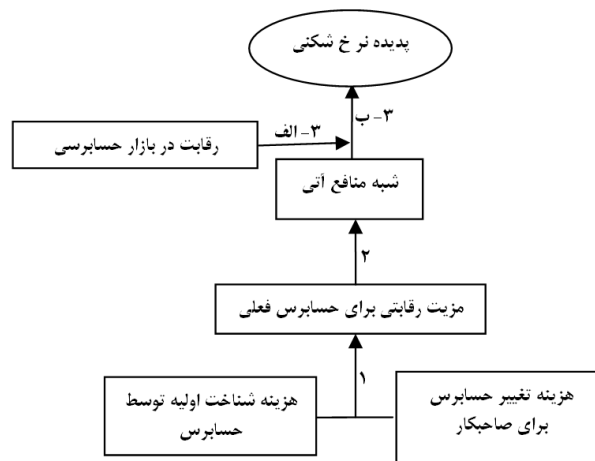 پدیده نر خ شکنی
۳- ب
۳- الف
رقابت در بازار حسابرسی
شبه منافع آتی
۲
مزیت رقابتی برای حسابرس فعلی
۱
هزینه تغییر حسابرس
برای صاحبکار
هزینه شناخت اولیه توسط
حسابرس